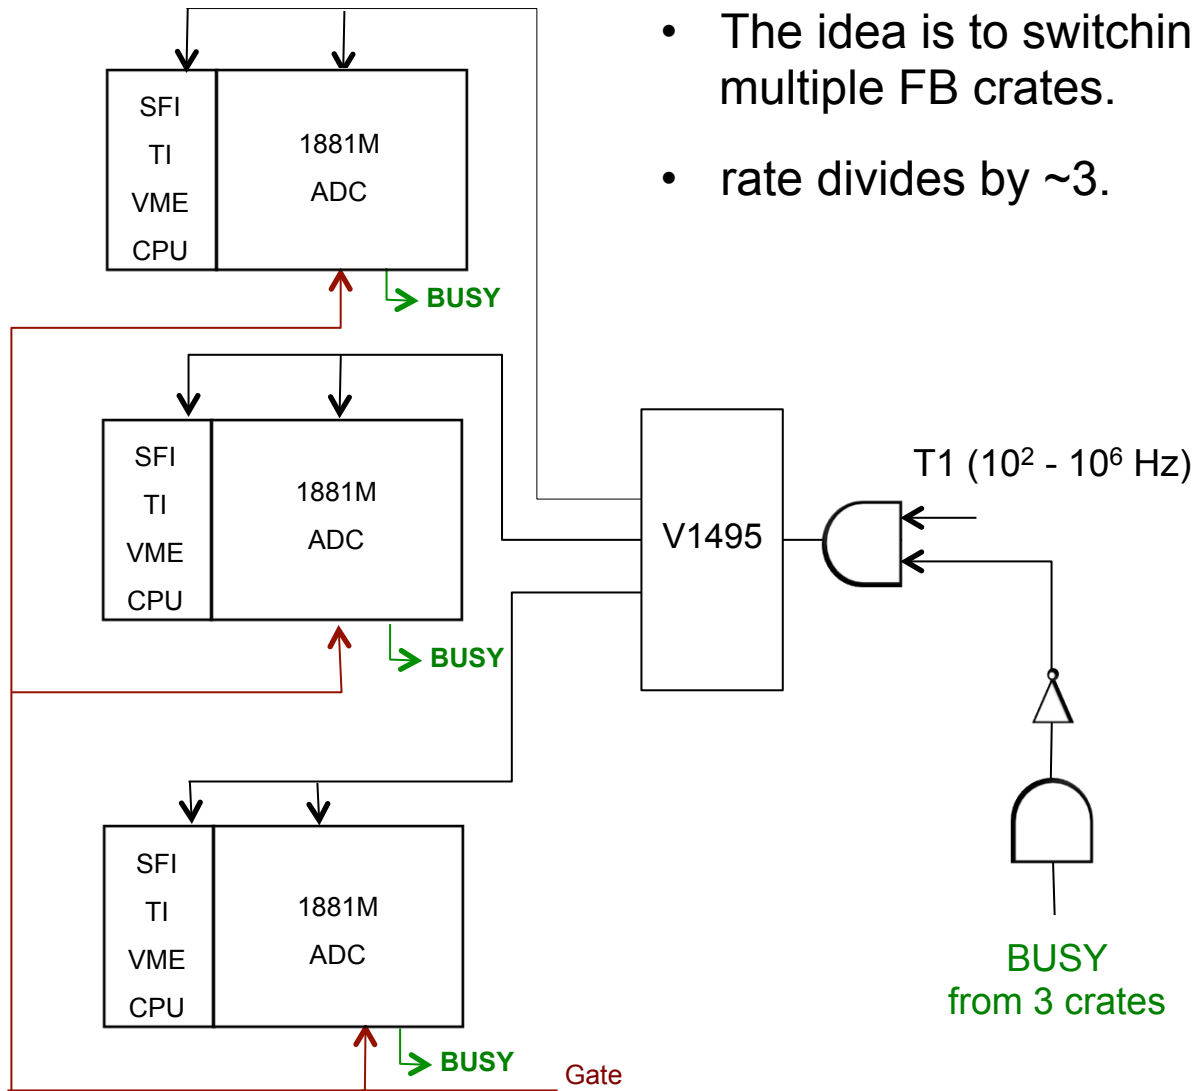 • The idea is to switchin
multiple FB crates.
• rate divides by ~3.
SFI
TI
VME
CPU
1881M
ADC
BUSY
SFI
TI
VME
CPU
1881M
ADC
BUSY
V1495
T1 (10² - 10⁶ Hz)
SFI
TI
VME
CPU
1881M
ADC
BUSY
BUSY
from 3 crates
Gate